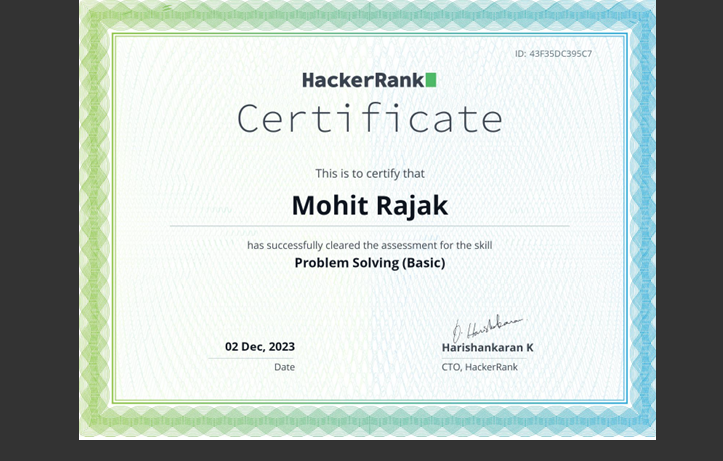 ID: 43F35DC395C7
HackerRank
Certificate
This is to certify that
Mohit Rajak
has successfully cleared the assessment for the skill
Problem Solving (Basic)
02 Dec, 2023
Date
Harishankaran K
CTO, HackerRank